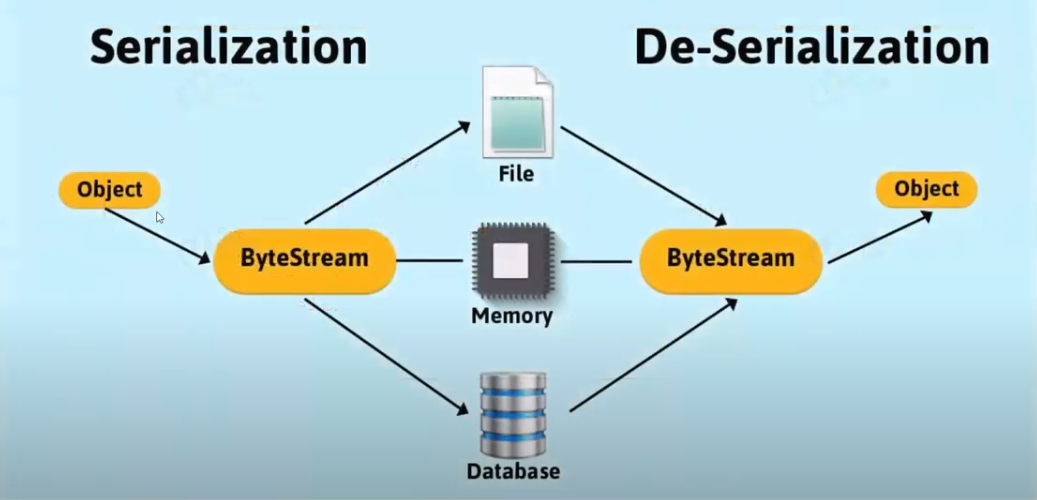 Serialization
De-Serialization
File
Object
Object
ByteStream
ByteStream
Memory
Database